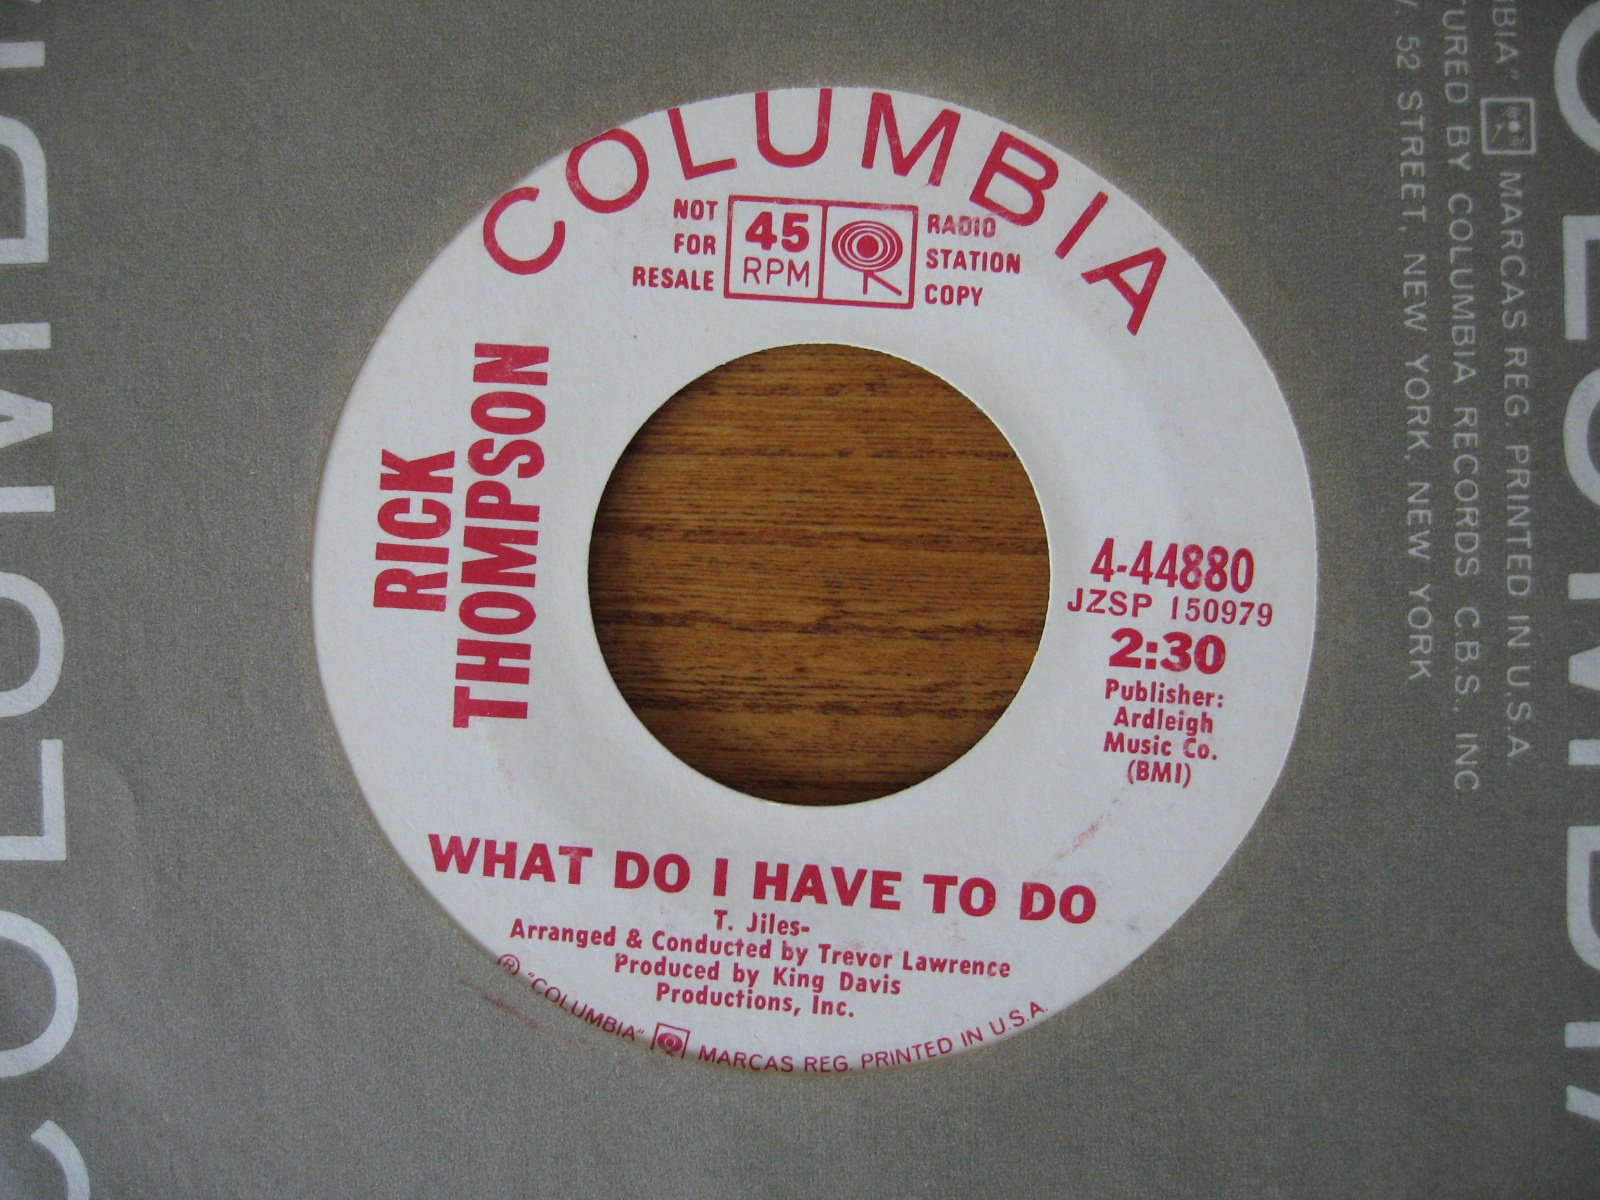 COLUMBIA
NOT
FOR
RESALE
45
RPM
RADIO
STATION
COPY
RICK
THOMPSON
4-44880
JZSP 150979
2:30
Publisher:
Ardleigh
Music Co.
(BMI)
WHAT DO I HAVE TO DO
T. Jiles-
Arranged & Conducted by Trevor Lawrence
Produced by King Davis
Productions, Inc.
® "COLUMBIA" MARCAS REG. PRINTED IN U.S.A.
MARCAS REG. PRINTED IN U.S.A.
TURED BY COLUMBIA RECORDS C.B.S., INC.
52 STREET, NEW YORK, NEW YORK